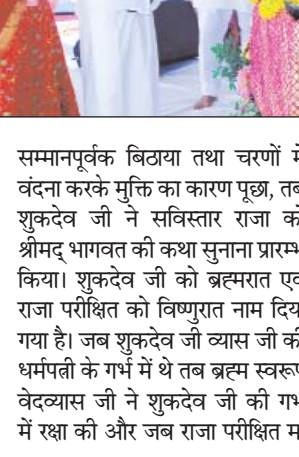 सम्मानपूर्वक बिठाया तथा चरणों में
वंदना करके मुक्ति का कारण पूछा, तब
शुकदेव जी ने सविस्तार राजा को
श्रीमद् भागवत की कथा सुनाना प्रारम्भ
किया। शुकदेव जी को ब्रह्मरात एव
राजा परीक्षित को विष्णुरात नाम दिय
गया है। जब शुकदेव जी व्यास जी की
धर्मपत्नी के गर्भ में थे तब ब्रह्म स्वरूप
वेदव्यास जी ने शुकदेव जी की गर्भ
में रक्षा की और जब राजा परीक्षित म